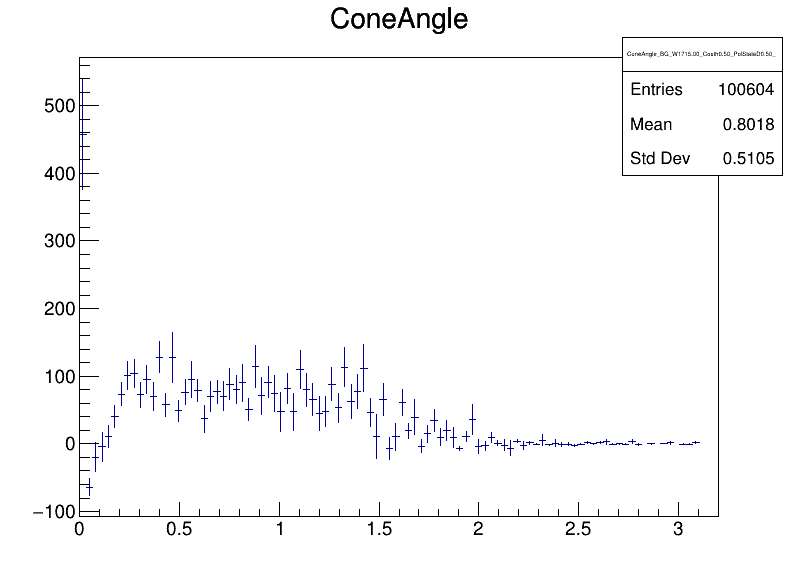 ConeAngle
ConeAngle_BG_W1715.00_Costh0.50_PolStateD0.50_
Entries 100604
Mean 0.8018
Std Dev 0.5105
500
400
300
200
100
0
−100
0 0.5 1 1.5 2 2.5 3